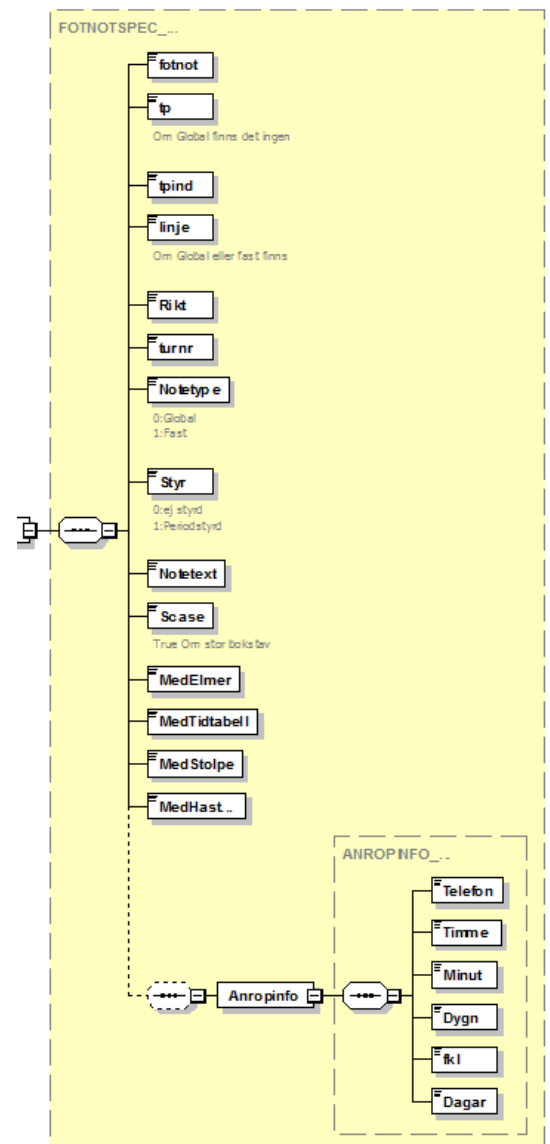 FOTNOTSPEC_...
fotnot
tp
Om Global finns det ingen
tpind
linje
Om Global eller fast finns
Rikt
turnr
Notetype
0:Global
1:Fast
Styr
0:ej styrd
1:Periodstyrd
Notetext
Scase
True Om stor bokstav
MedElmer
MedTidtabell
MedStolpe
MedHast...
ANROPINFO_...
Telefon
Timme
Minut
Anropinfo
Dygn
fkl
Dagar